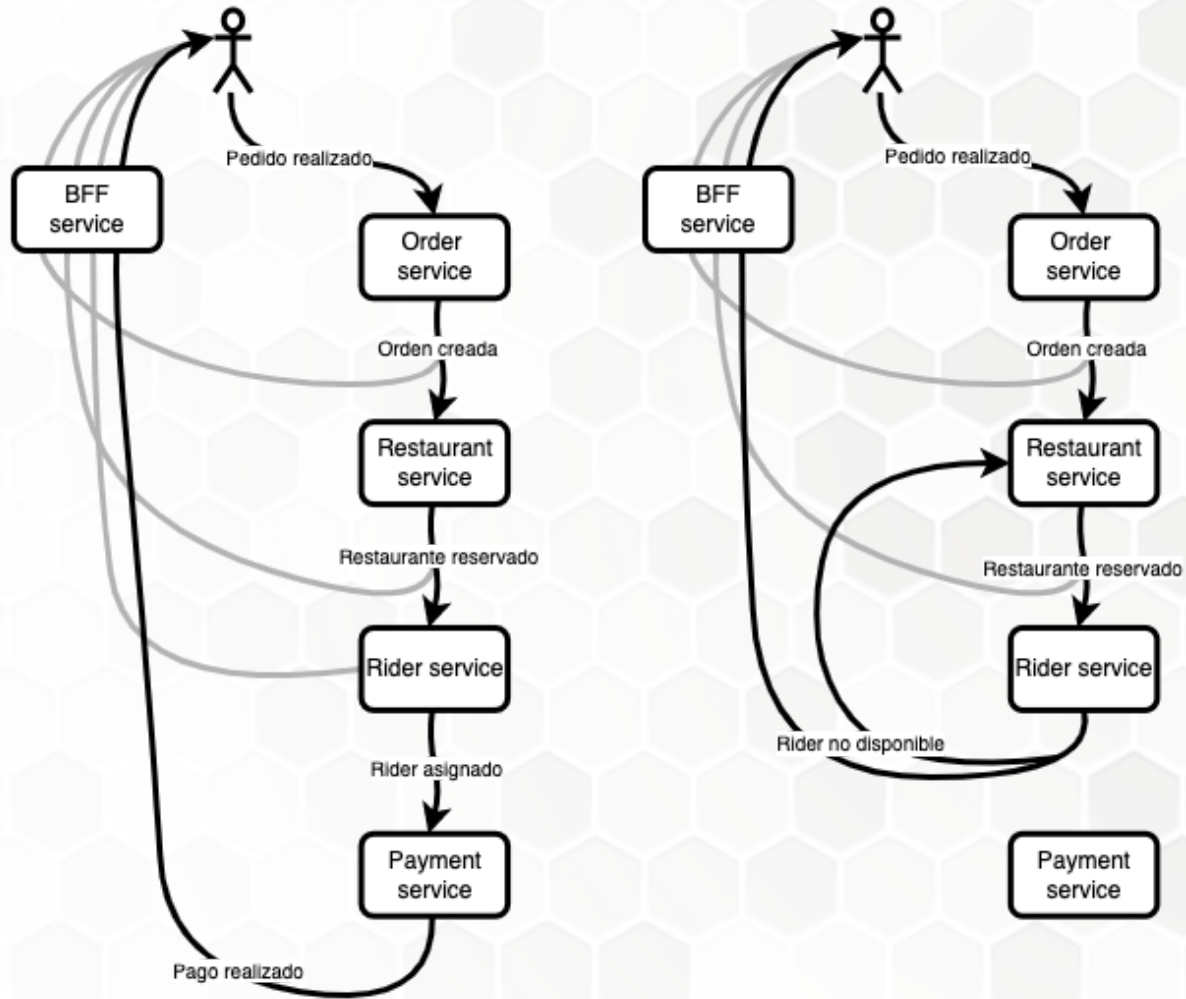 Pedido realizado
BFF
service
Order
service
Orden creada
Restaurant
service
Restaurante reservado
Rider service
Rider asignado
Payment
service
Pago realizado
Pedido realizado
BFF
service
Order
service
Orden creada
Restaurant
service
Restaurante reservado
Rider service
Rider no disponible
Payment
service